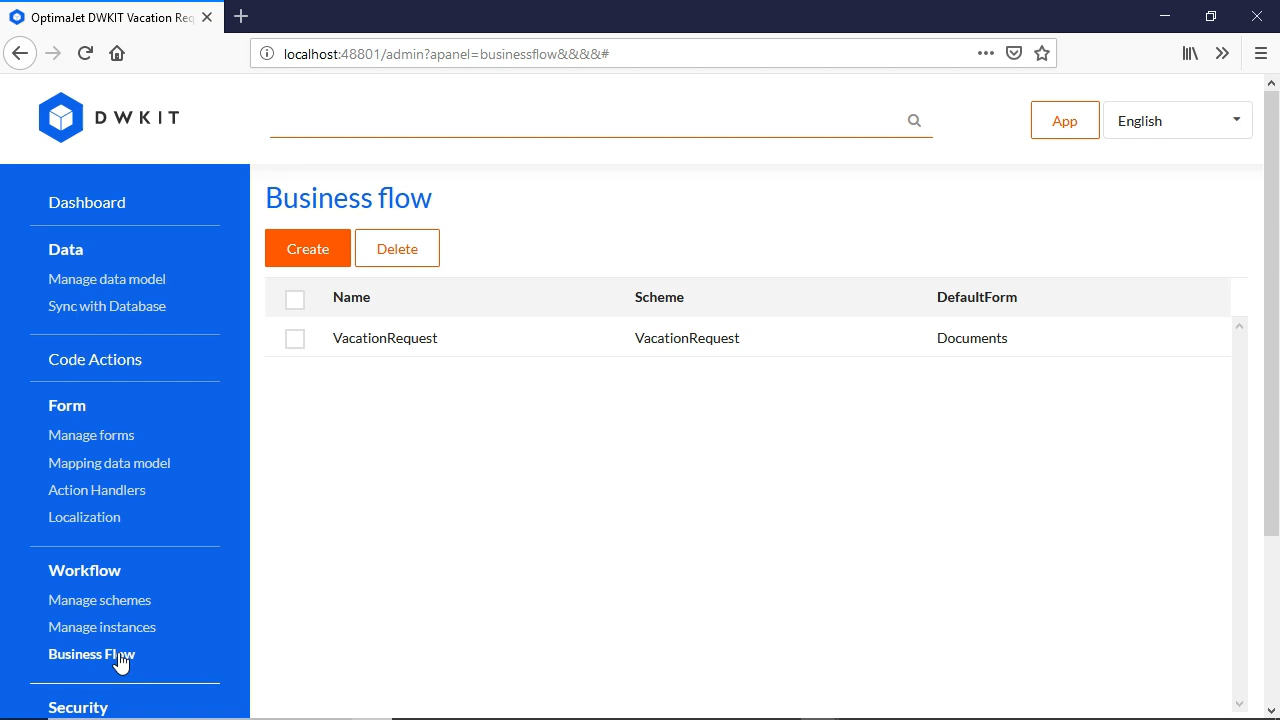 OptimaJet DWKIT Vacation Req
localhost:48801/admin?apanel=businessflow&&&&#
DWKIT
App
English
Dashboard
Data
Manage data model
Sync with Database
Code Actions
Form
Manage forms
Mapping data model
Action Handlers
Localization
Workflow
Manage schemes
Manage instances
Business Flow
Security
Business flow
Create
Delete
Name Scheme DefaultForm
VacationRequest VacationRequest Documents